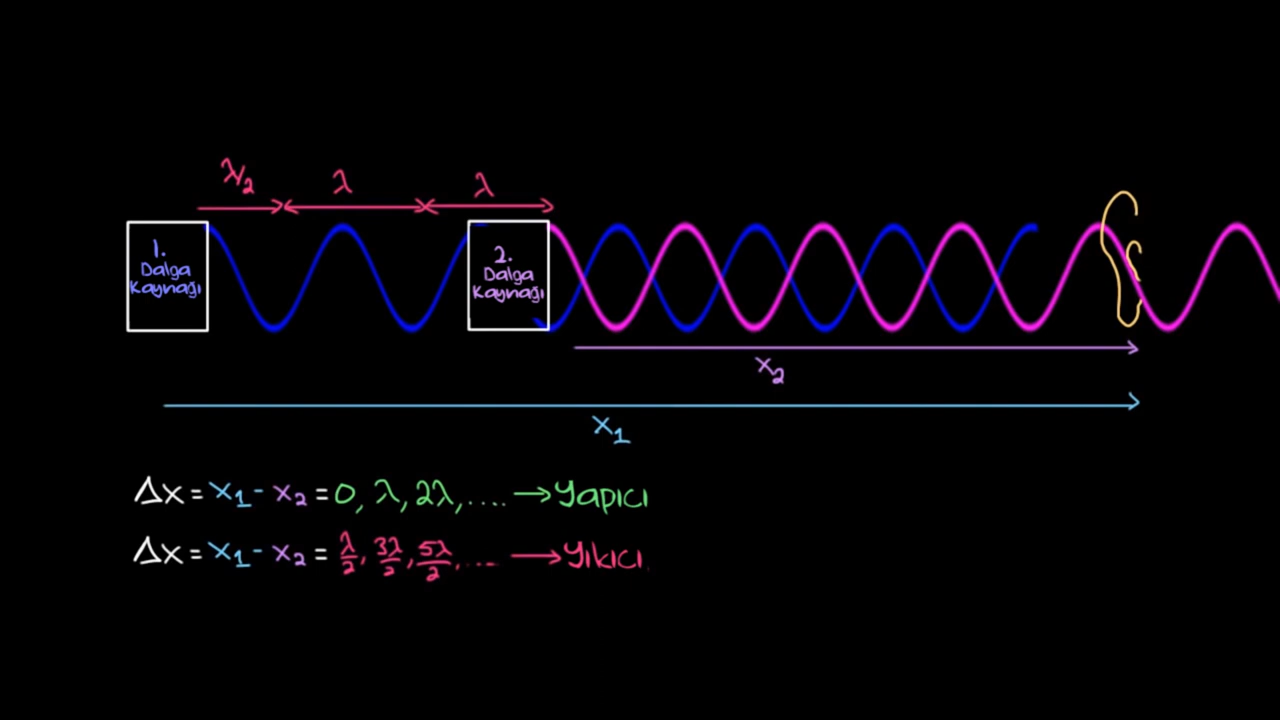 λ/2 λ λ
1.
Dalga
Kaynağı
2.
Dalga
Kaynağı
x2
x1
Δx = x1 - x2 = 0, λ, 2λ, .... → Yapıcı
Δx = x1 - x2 = λ/2, 3λ/2, 5λ/2, .... → Yıkıcı